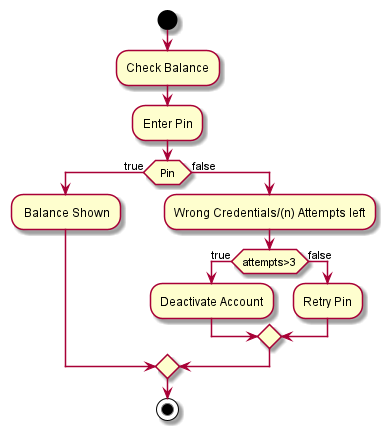 Check Balance
Enter Pin
true
Pin
false
Balance Shown
Wrong Credentials/(n) Attempts left
true
attempts>3
false
Deactivate Account
Retry Pin